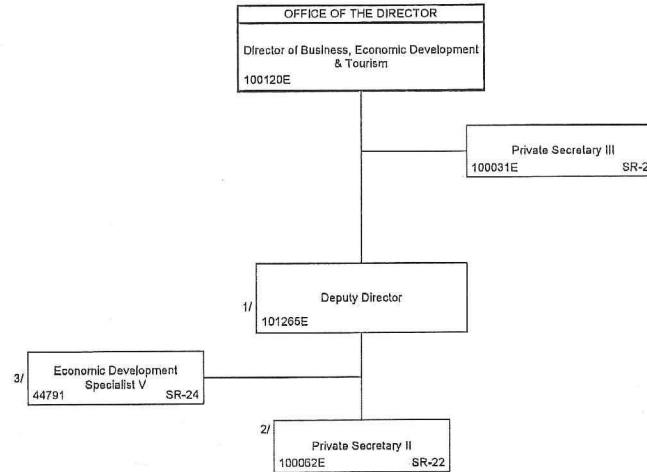 OFFICE OF THE DIRECTOR
Director of Business, Economic Development
& Tourism
100120E
Private Secretary III
100031E
Deputy Director
1/
101265E
Economic Development
Specialist V
3/
44791 SR-24
2/
Private Secretary II
100062E SR-22